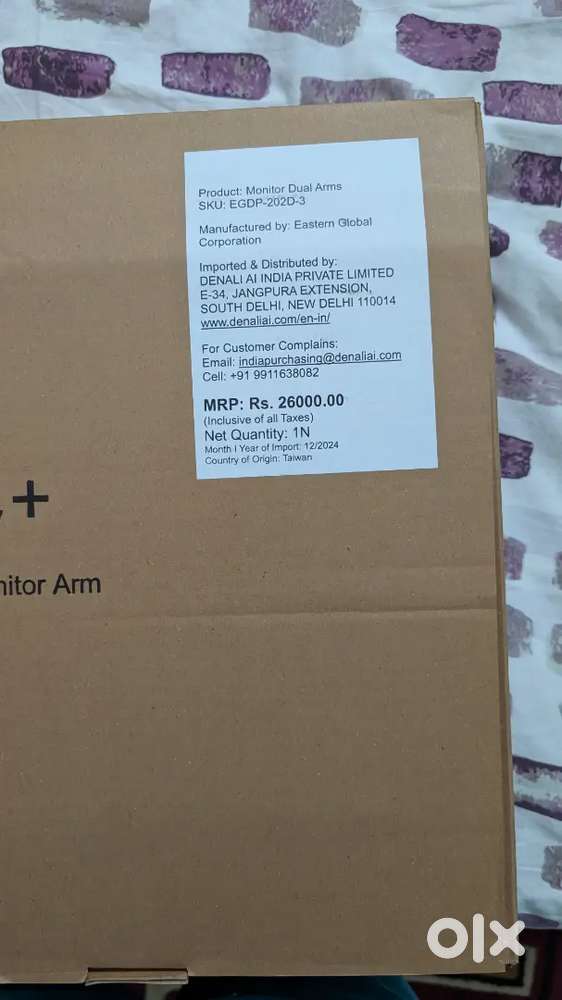 Product: Monitor Dual Arms
SKU: EGDP-202D-3
Manufactured by: Eastern Global
Corporation
Imported & Distributed by:
DENALI AI INDIA PRIVATE LIMITED
E-34, JANGPURA EXTENSION,
SOUTH DELHI, NEW DELHI 110014
www.denaliai.com/en-in/
For Customer Complains:
Email: indiapurchasing@denaliai.com
Cell: +91 9911638082
MRP: Rs. 26000.00
(Inclusive of all Taxes)
Net Quantity: 1N
Month I Year of Import: 12/2024
Country of Origin: Taiwan
+
nitor Arm
olx